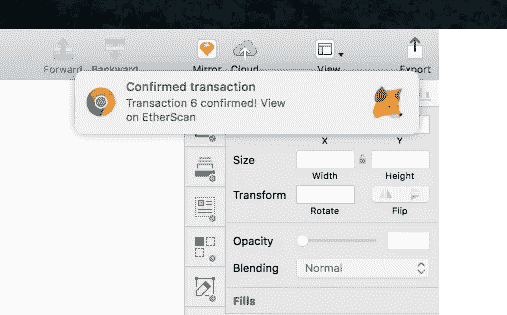 Forward Backward Mirror Cloud View Export
Confirmed transaction
Transaction 6 confirmed! View
on EtherScan
X Y
Size
Width Height
Transform
Rotate Flip
Opacity
Blending Normal
Fills